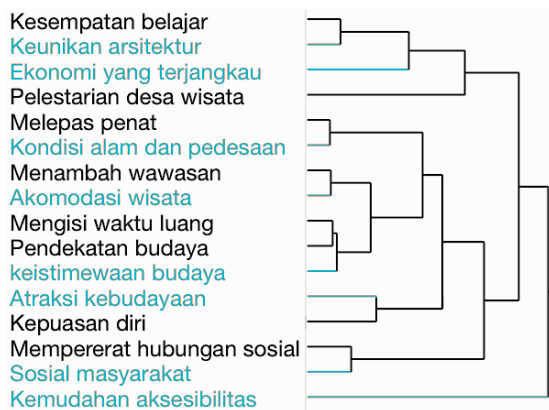 Kesempatan belajar
Keunikan arsitektur
Ekonomi yang terjangkau
Pelestarian desa wisata
Melepas penat
Kondisi alam dan pedesaan
Menambah wawasan
Akomodasi wisata
Mengisi waktu luang
Pendekatan budaya
keistimewaan budaya
Atraksi kebudayaan
Kepuasan diri
Mempererat hubungan sosial
Sosial masyarakat
Kemudahan aksesibilitas